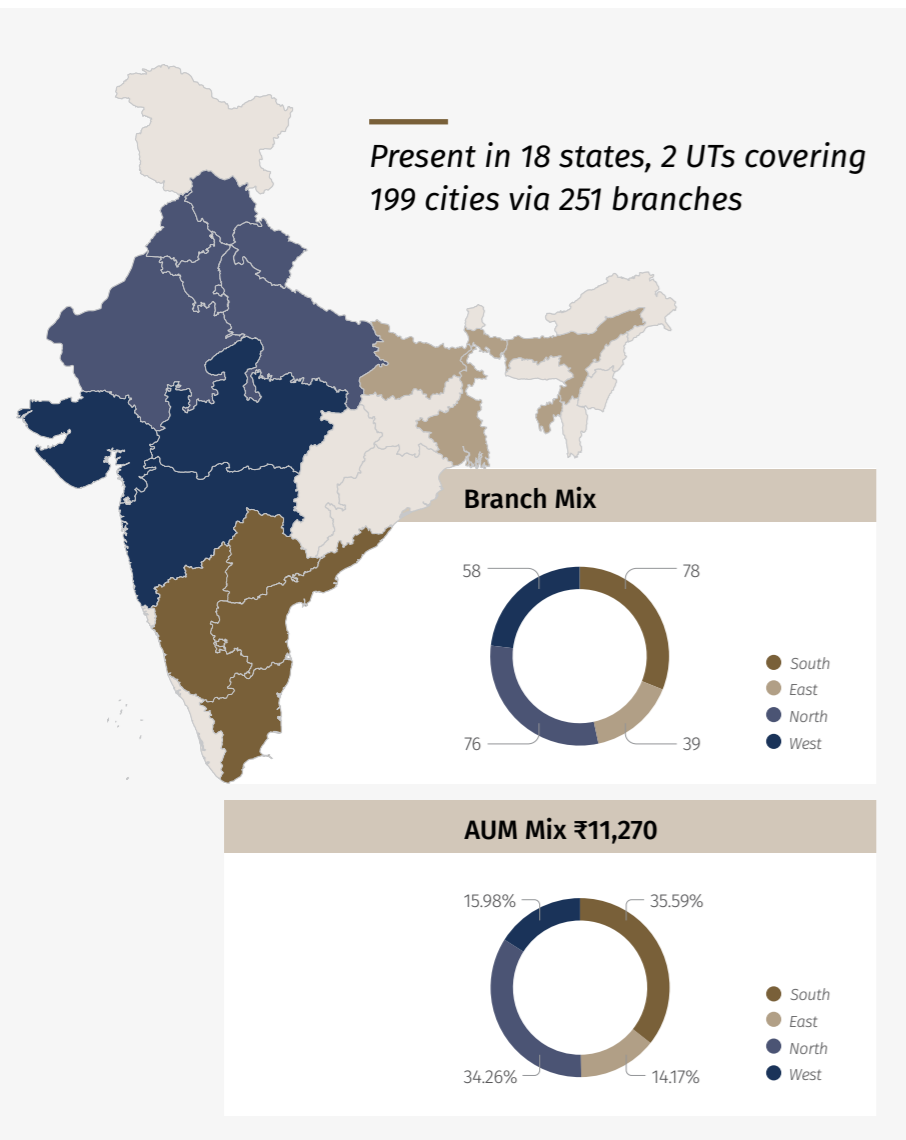 Present in 18 states, 2 UTs covering
199 cities via 251 branches
Branch Mix
58
78
76
39
South
East
North
West
AUM Mix ₹11,270
15.98%
35.59%
34.26%
14.17%
South
East
North
West